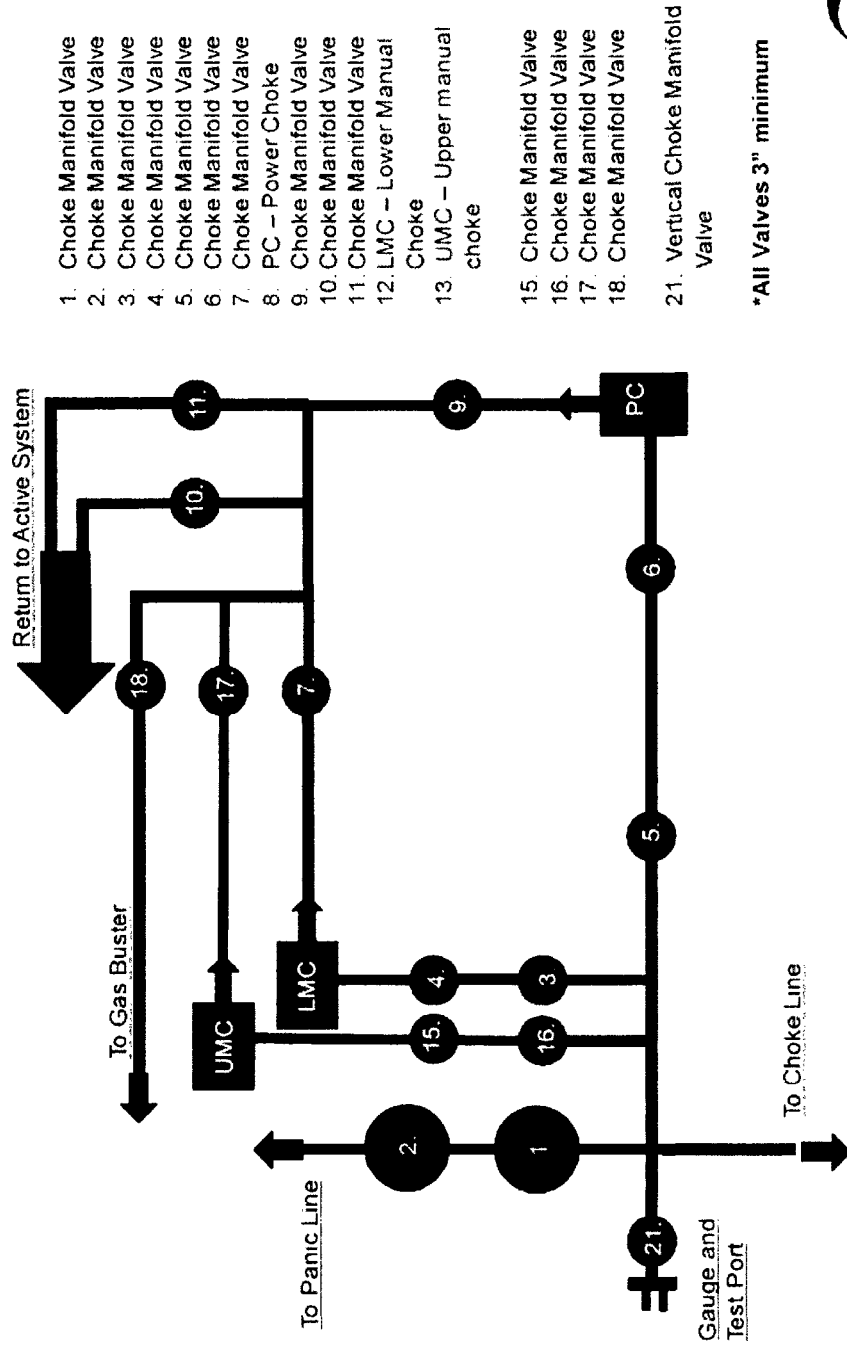 Return to Active System
11.
10.
18.
17.
7.
9.
PC
6.
5.
To Gas Buster
UMC
LMC
4.
3.
15.
16.
To Choke Line
To Panic Line
2.
1
21.
Gauge and
Test Port
1. Choke Manifold Valve
2. Choke Manifold Valve
3. Choke Manifold Valve
4. Choke Manifold Valve
5. Choke Manifold Valve
6. Choke Manifold Valve
7. Choke Manifold Valve
8. PC – Power Choke
9. Choke Manifold Valve
10. Choke Manifold Valve
11. Choke Manifold Valve
12. LMC – Lower Manual
Choke
13. UMC – Upper manual
choke
15. Choke Manifold Valve
16. Choke Manifold Valve
17. Choke Manifold Valve
18. Choke Manifold Valve
21. Vertical Choke Manifold
Valve
*All Valves 3" minimum